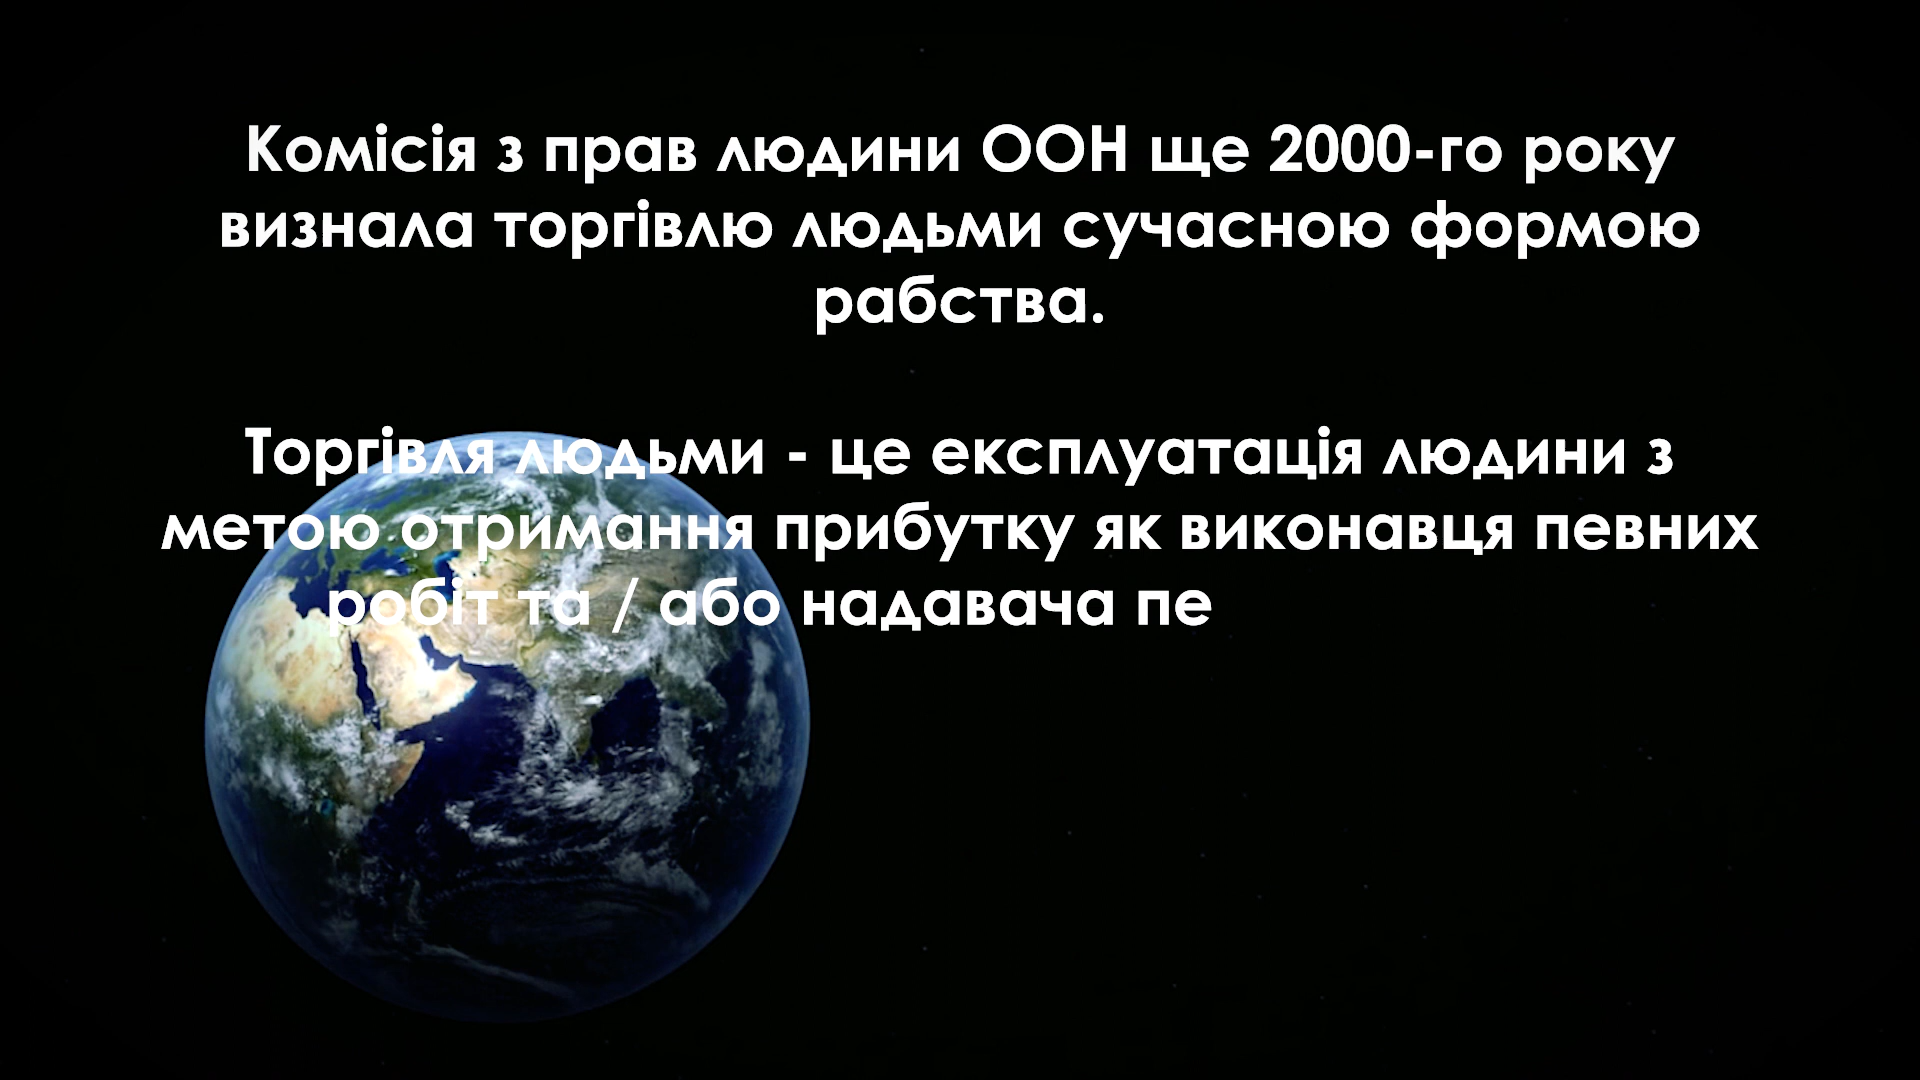 Комісія з прав людини ООН ще 2000-го року
визнала торгівлю людьми сучасною формою
рабства.
Торгівля людьми - це експлуатація людини з
метою отримання прибутку як виконавця певних
робіт та / або надавача пе